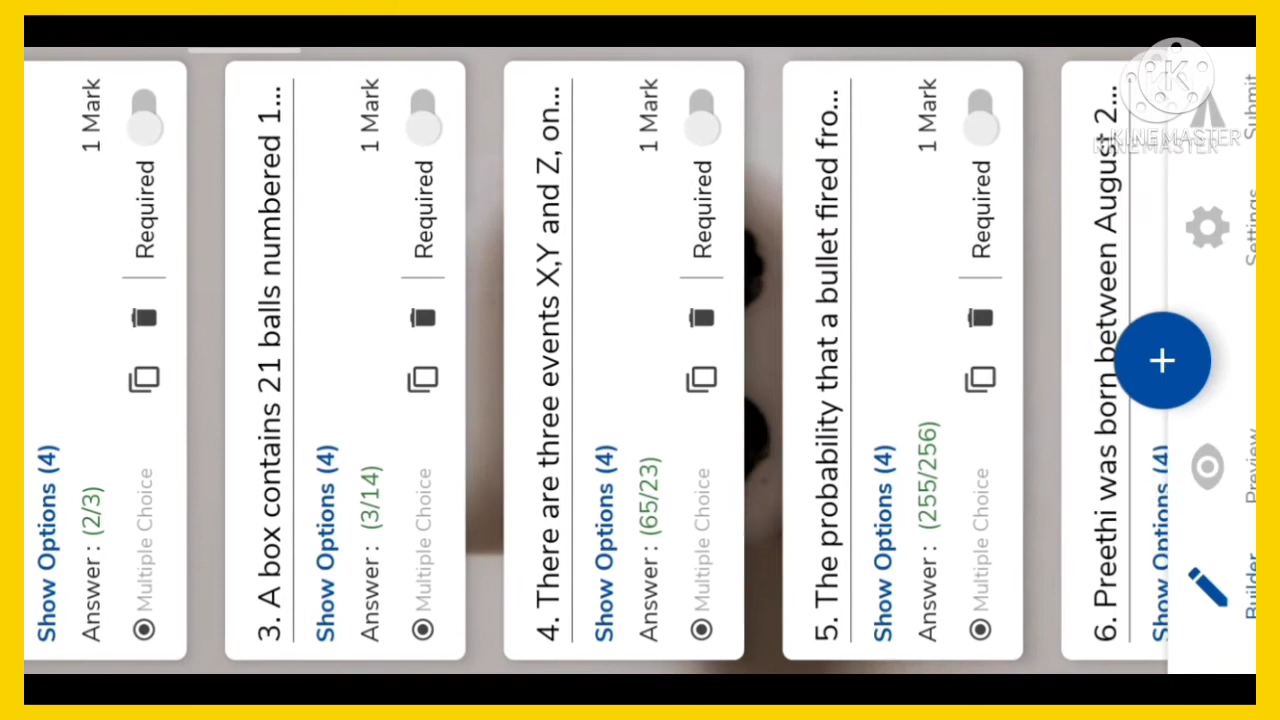 Show Options (4)
Answer : (2/3)
Multiple Choice
Required
1 Mark
3. A box contains 21 balls numbered 1...
Show Options (4)
Answer : (3/14)
Multiple Choice
Required
1 Mark
4. There are three events X,Y and Z, on...
Show Options (4)
Answer : (65/23)
Multiple Choice
Required
1 Mark
5. The probability that a bullet fired fro...
Show Options (4)
Answer : (255/256)
Multiple Choice
Required
1 Mark
6. Preethi was born between August 2...
Show Options (4)
+
Builder
Preview
Settings
Submit
KINEMASTER
KINEMASTER